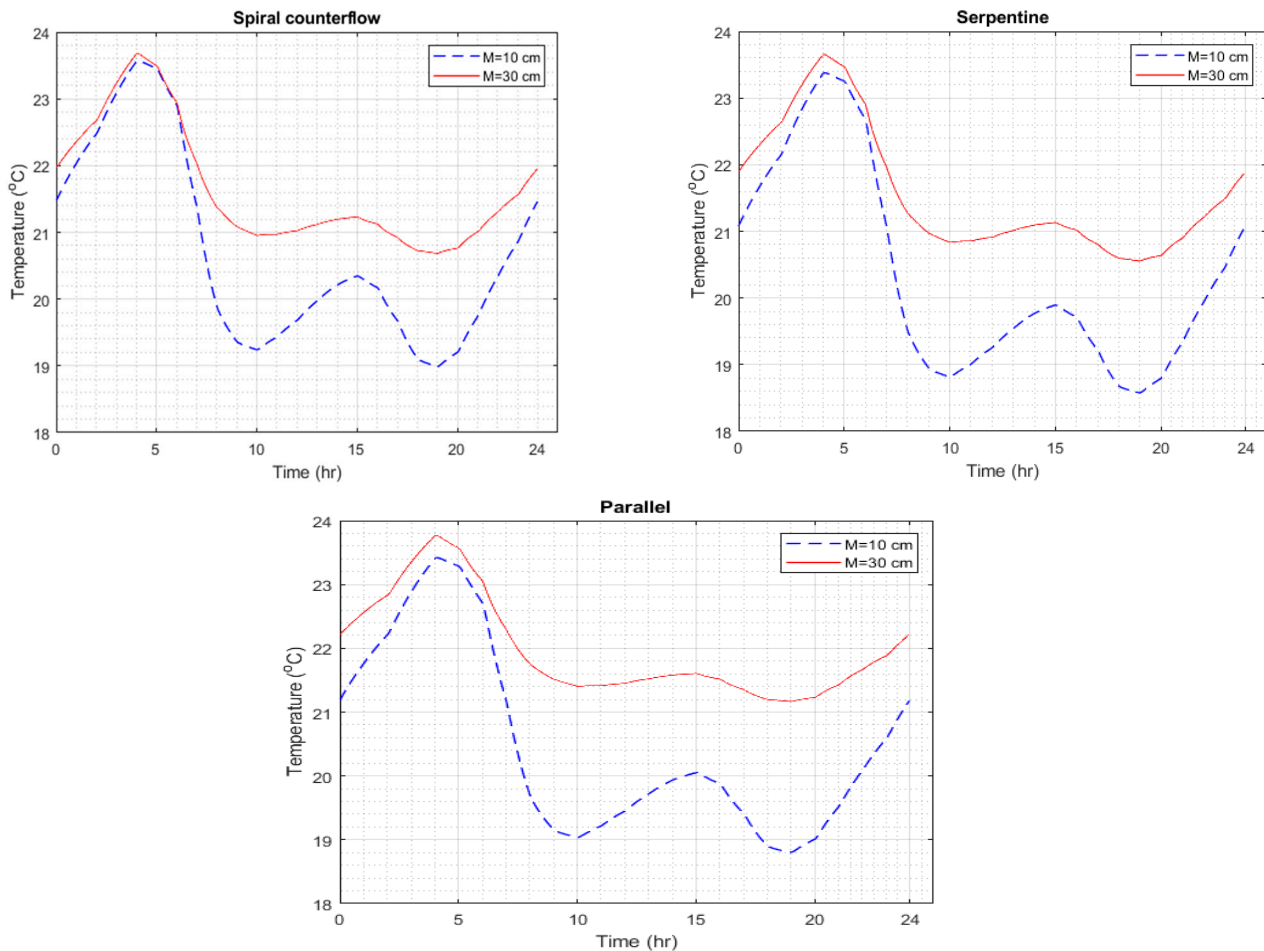 Spiral counterflow
24
23
22
21
20
19
18
Temperature (°C)
M=10 cm
M=30 cm
0
5
10
15
20
24
Time (hr)
Serpentine
24
23
22
21
20
19
18
Temperature (°C)
M=10 cm
M=30 cm
0
5
10
15
20
24
Time (hr)
Parallel
24
23
22
21
20
19
18
Temperature (°C)
M=10 cm
M=30 cm
0
5
10
15
20
24
Time (hr)